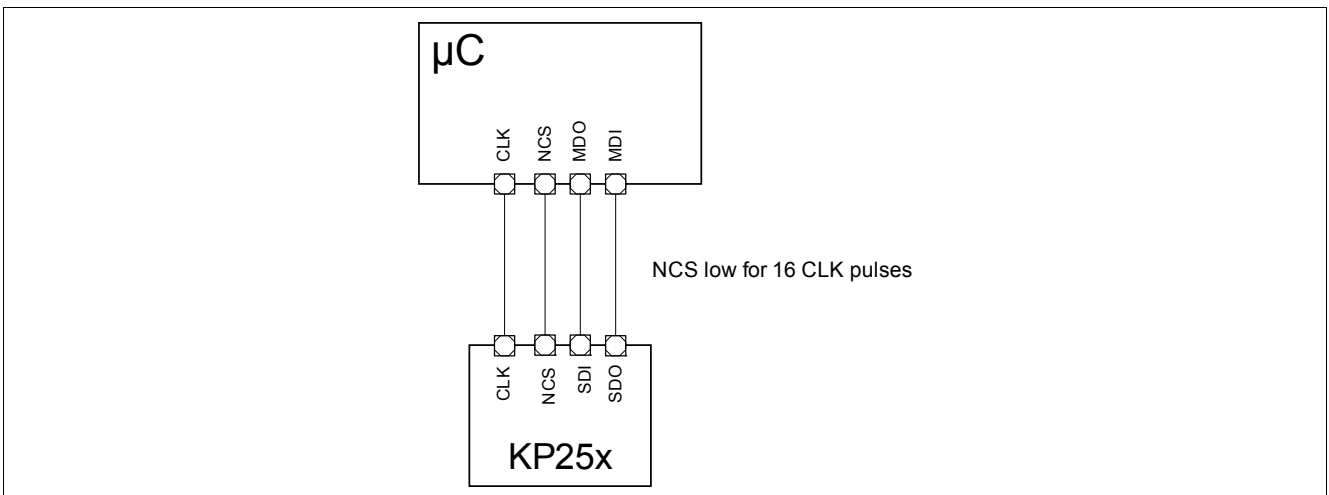 µC
CLK NCS MDO MDI
NCS low for 16 CLK pulses
CLK NCS SDI SDO
KP25x